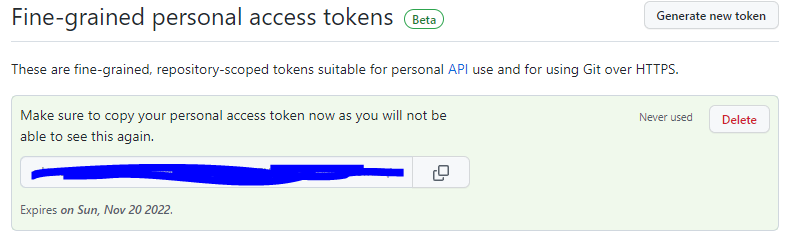 Fine-grained personal access tokens Beta Generate new token
These are fine-grained, repository-scoped tokens suitable for personal API use and for using Git over HTTPS.
Make sure to copy your personal access token now as you will not be Never used Delete
able to see this again.
Expires on Sun, Nov 20 2022.